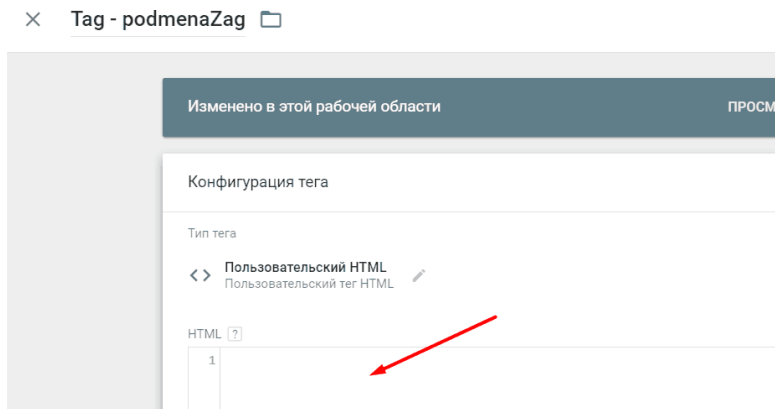 Tag - podmenaZag
Изменено в этой рабочей области
ПРОСМ
Конфигурация тега
Тип тега
Пользовательский HTML
Пользовательский тег HTML
HTML ?
1